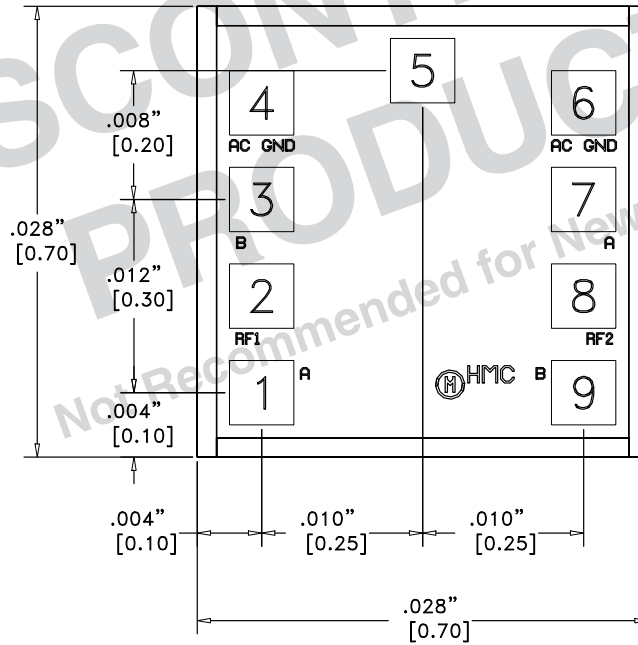 SCONTI
PRODUCT
Not Recommended for New
5
4
6
.008"
[0.20]
AC GND
AC GND
3
7
.028"
[0.70]
B
A
.012"
[0.30]
2
8
RF1
RF2
1
A
M
HMC
B
9
.004"
[0.10]
.004"
[0.10]
.010"
[0.25]
.010"
[0.25]
.028"
[0.70]